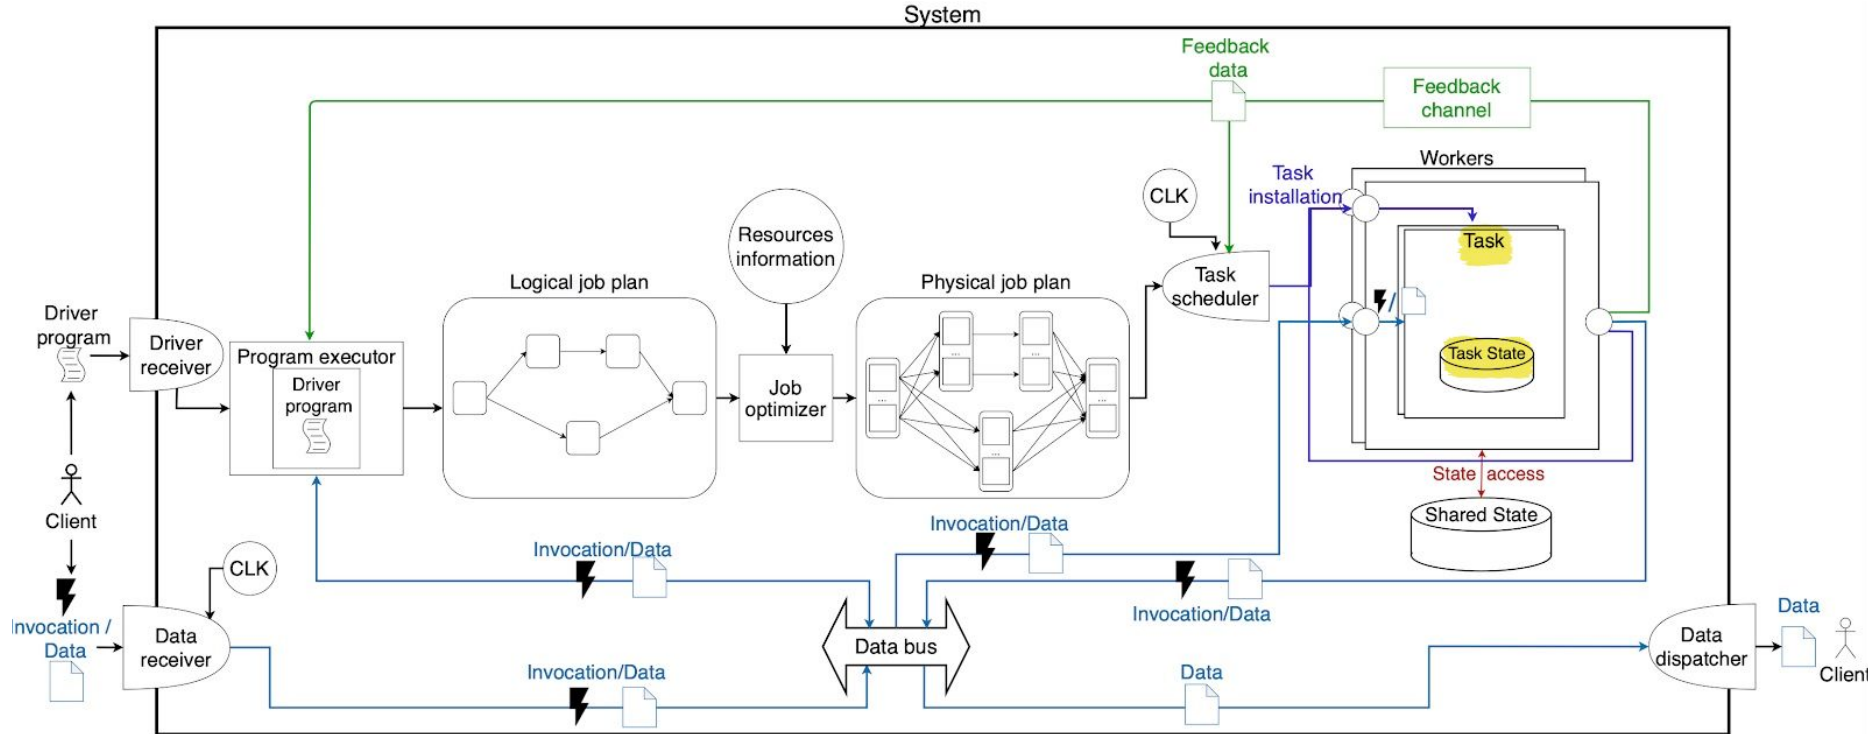 System
Feedback
data
Feedback
channel
Workers
Task
installation
CLK
Task
Resources
information
Logical job plan
Physical job plan
Task
scheduler
Driver
program
Driver
receiver
Program executor
Driver
program
Job
optimizer
...
...
...
...
...
/
Task State
State access
Shared State
Client
Invocation/Data
Invocation/Data
Invocation/Data
CLK
Invocation /
Data
Data
receiver
Data bus
Invocation/Data
Data
Data
dispatcher
Data
Client